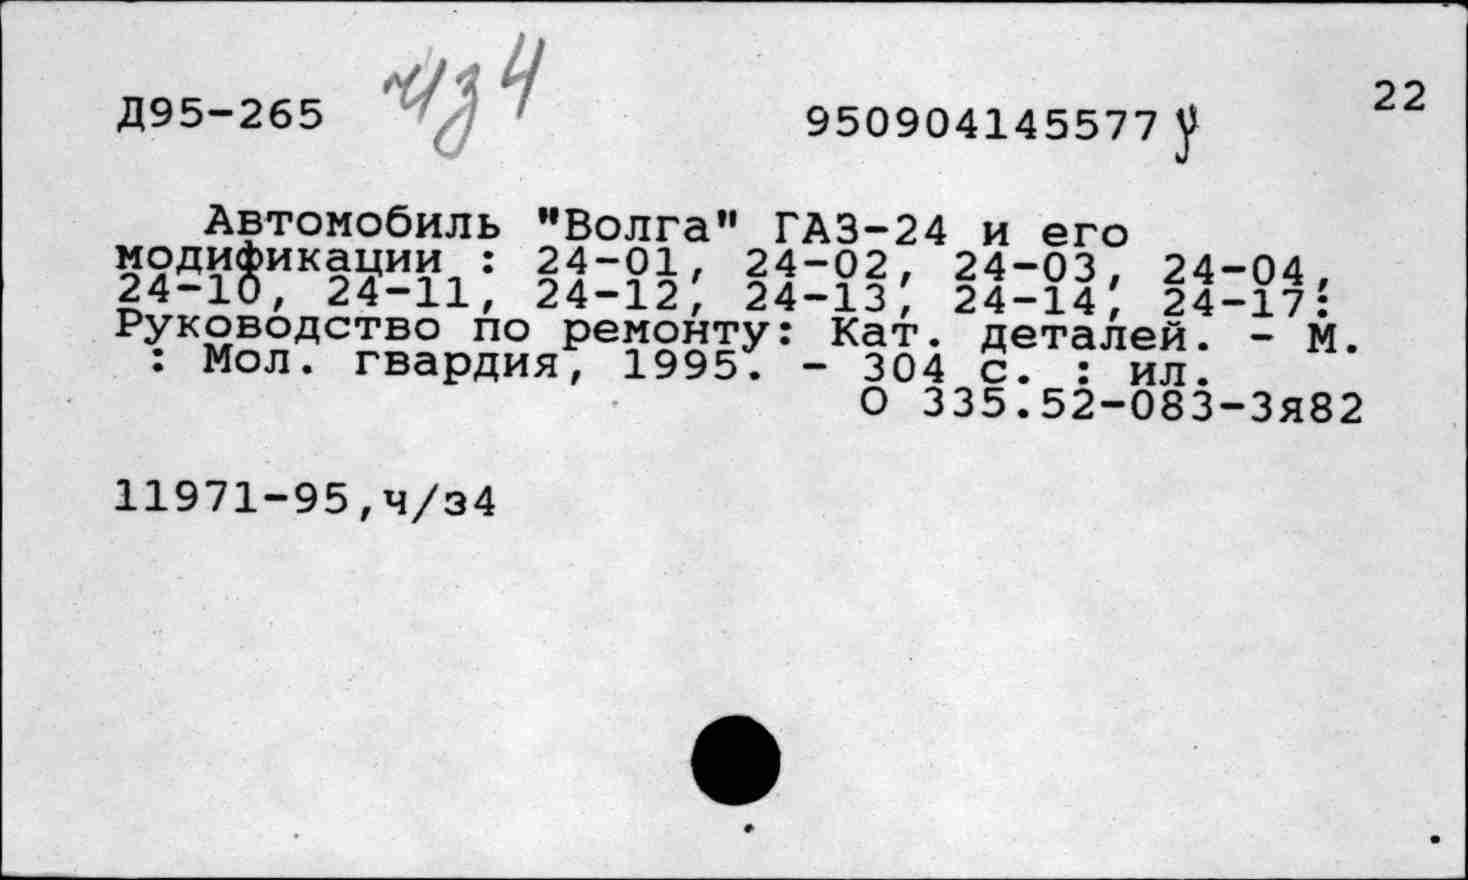 Д95-265 чз4 950904145577 у 22
Автомобиль "Волга" ГАЗ-24 и его
модификации : 24-01, 24-02, 24-03, 24-04,
24-10, 24-11, 24-12, 24-13, 24-14, 24-17:
Руководство по ремонту: Кат. деталей. - М.
: Мол. гвардия, 1995. - 304 с. : ил.
О 335.52-083-3я82
11971-95,ч/з4